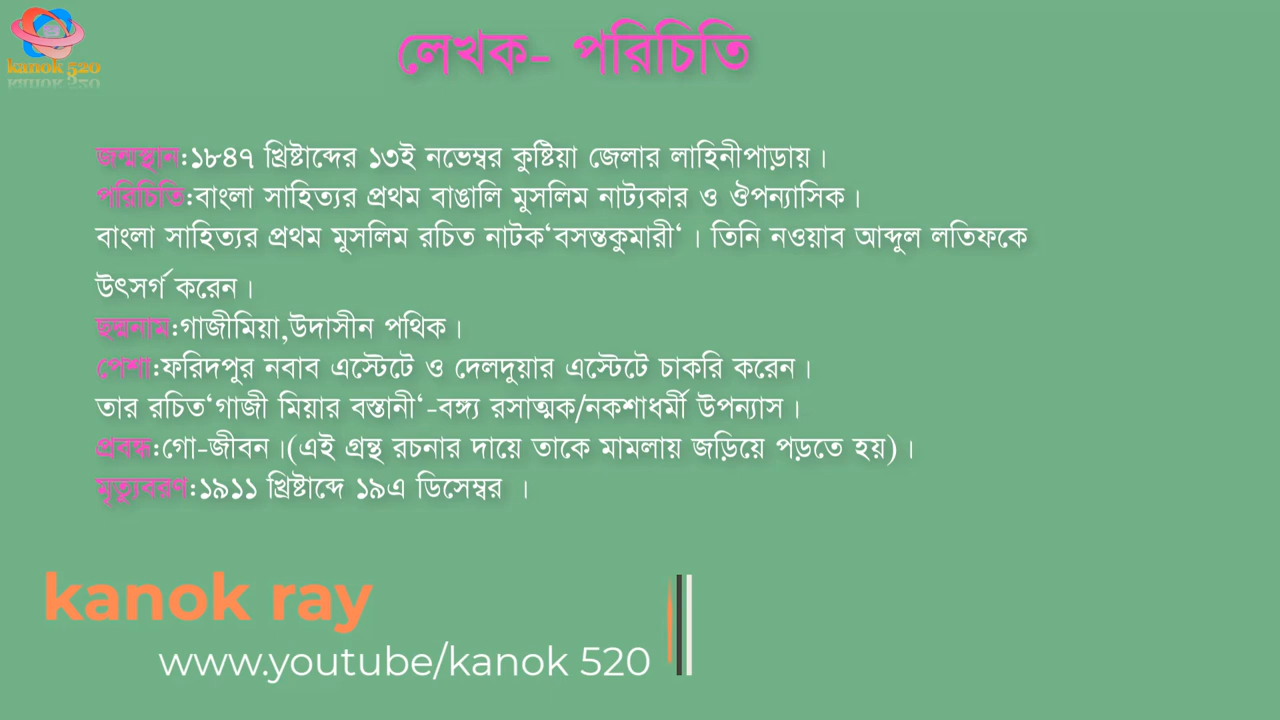 kanok 520
লেখক- পরিচিতি
জন্মস্থান:১৮৪৭ খ্রিষ্টাব্দের ১৩ই নভেম্বর কুষ্টিয়া জেলার লাহিনীপাড়ায়।
পরিচিতি:বাংলা সাহিত্যর প্রথম বাঙালি মুসলিম নাট্যকার ও ঔপন্যাসিক।
বাংলা সাহিত্যর প্রথম মুসলিম রচিত নাটক‘বসন্তকুমারী‘। তিনি নওয়াব আব্দুল লতিফকে
উৎসর্গ করেন।
ছদ্মনাম:গাজীমিয়া,উদাসীন পথিক।
পেশা:ফরিদপুর নবাব এস্টেটে ও দেলদুয়ার এস্টেটে চাকরি করেন।
তার রচিত‘গাজী মিয়ার বস্তানী‘-বঙ্গ্য রসাত্মক/নকশাধর্মী উপন্যাস।
প্রবন্ধ:গো-জীবন।(এই গ্রন্থ রচনার দায়ে তাকে মামলায় জড়িয়ে পড়তে হয়)।
মৃত্যুবরণ:১৯১১ খ্রিষ্টাব্দে ১৯এ ডিসেম্বর ।
kanok ray
www.youtube/kanok 520